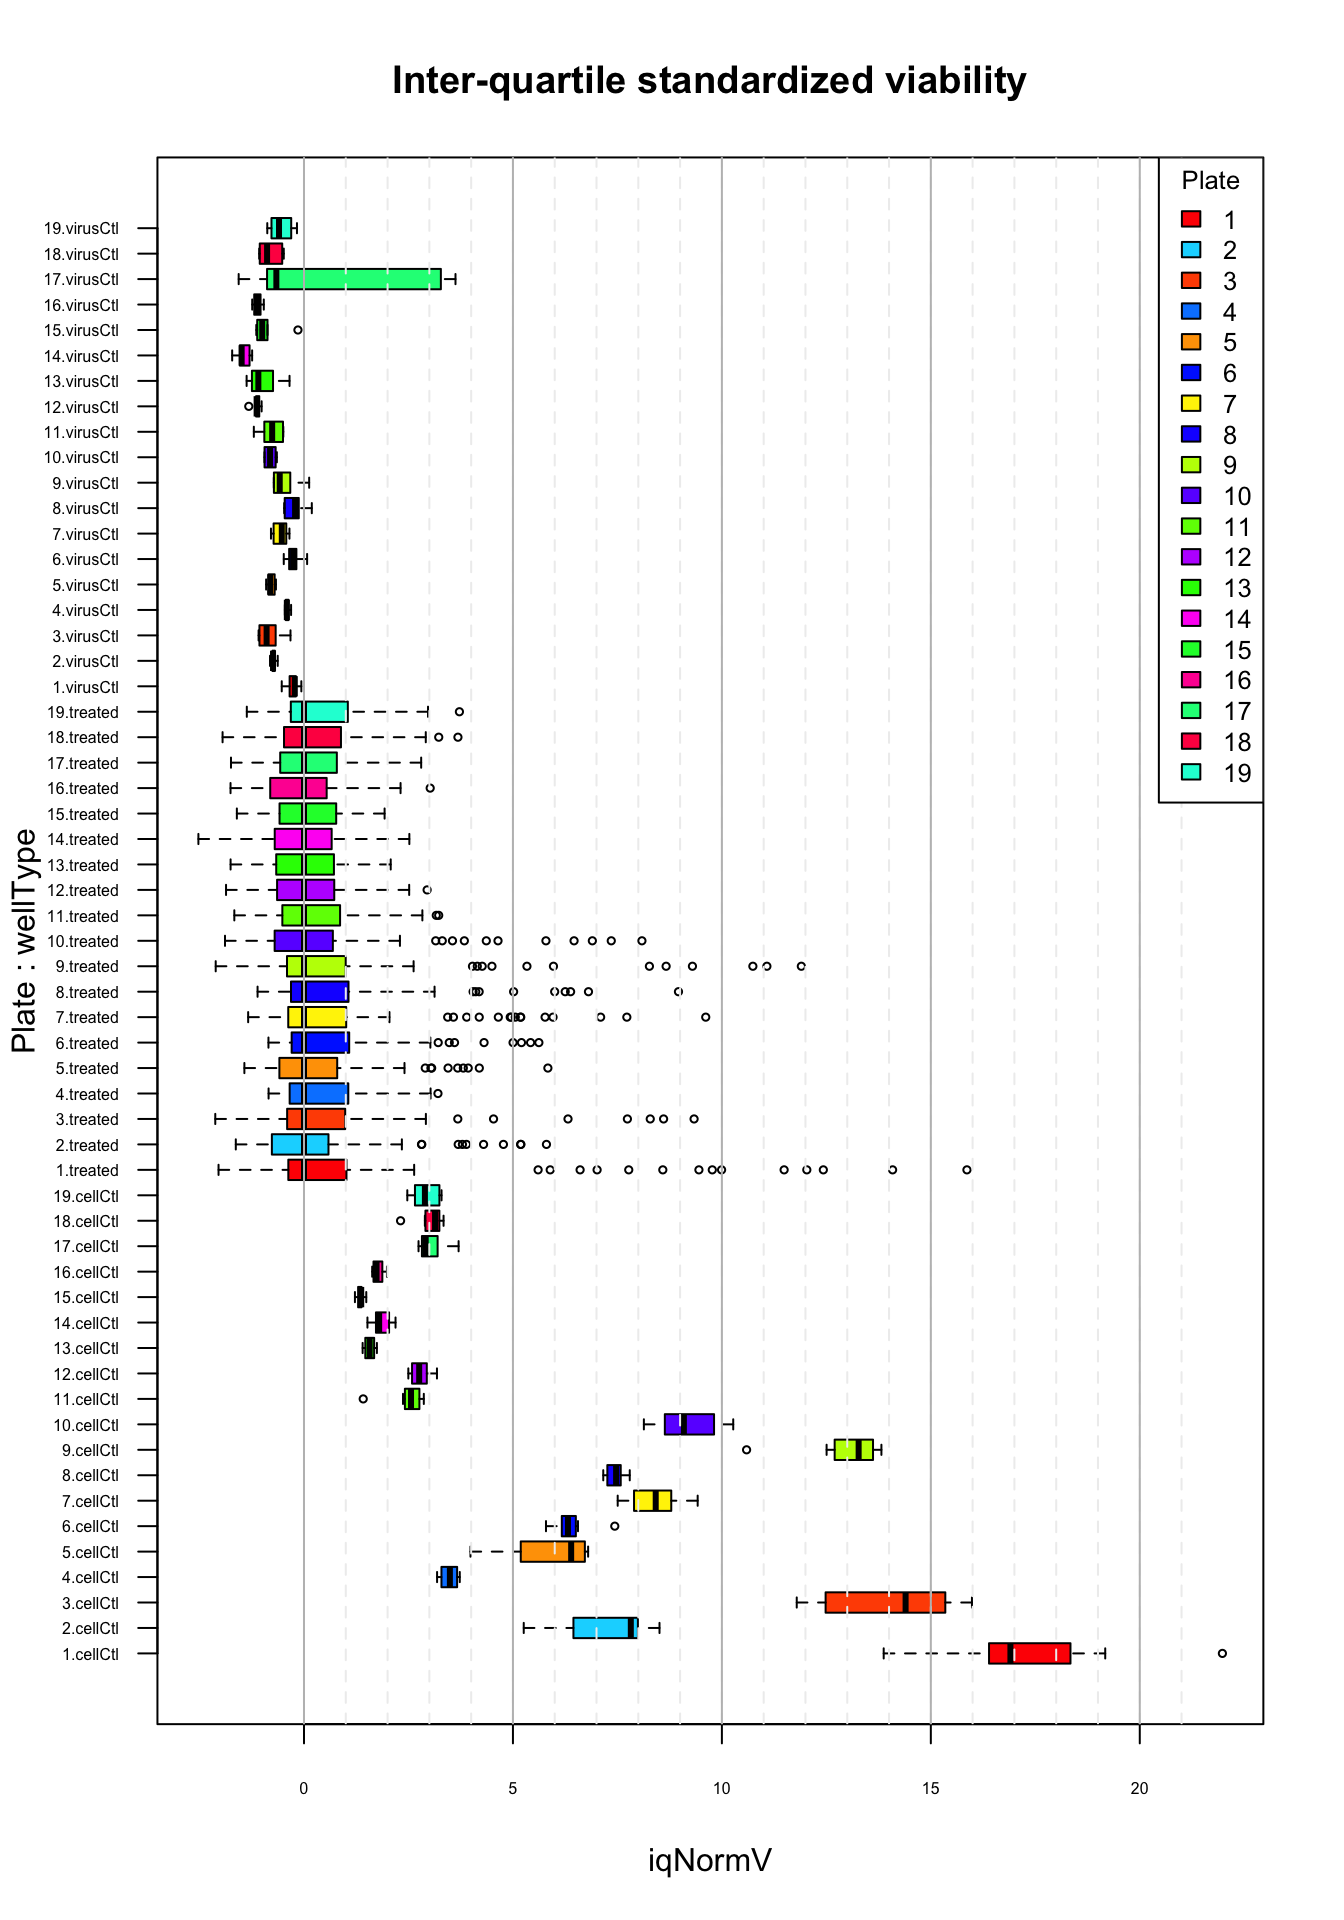 Inter-quartile standardized viability
Plate
1
2
3
4
5
6
7
8
9
10
11
12
13
14
15
16
17
18
19
19.virusCtl
18.virusCtl
17.virusCtl
16.virusCtl
15.virusCtl
14.virusCtl
13.virusCtl
12.virusCtl
11.virusCtl
10.virusCtl
9.virusCtl
8.virusCtl
7.virusCtl
6.virusCtl
5.virusCtl
4.virusCtl
3.virusCtl
2.virusCtl
1.virusCtl
19.treated
18.treated
17.treated
16.treated
15.treated
14.treated
13.treated
12.treated
11.treated
10.treated
9.treated
8.treated
7.treated
6.treated
5.treated
4.treated
3.treated
2.treated
1.treated
19.cellCtl
18.cellCtl
17.cellCtl
16.cellCtl
15.cellCtl
14.cellCtl
13.cellCtl
12.cellCtl
11.cellCtl
10.cellCtl
9.cellCtl
8.cellCtl
7.cellCtl
6.cellCtl
5.cellCtl
4.cellCtl
3.cellCtl
2.cellCtl
1.cellCtl
Plate : wellType
0 5 10 15 20
iqNormV